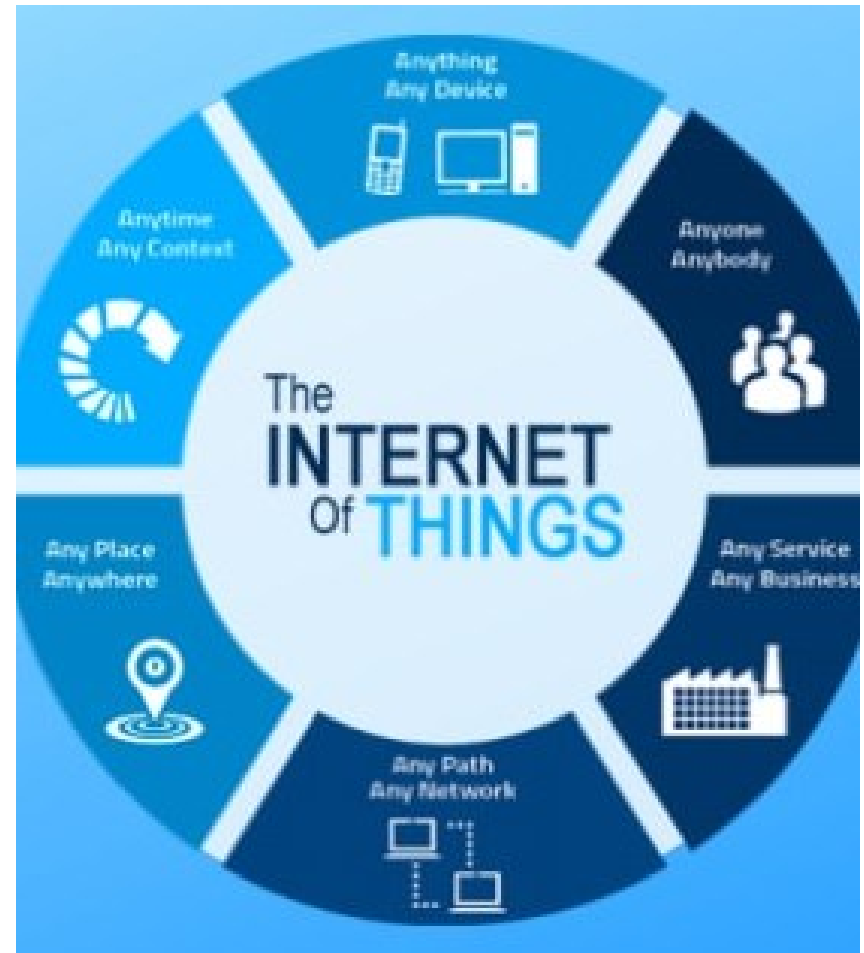 Anything
Any Device
Anyone
Anybody
Any Service
Any Business
Any Path
Any Network
Any Place
Anywhere
Anytime
Any Context
The
INTERNET
Of THINGS